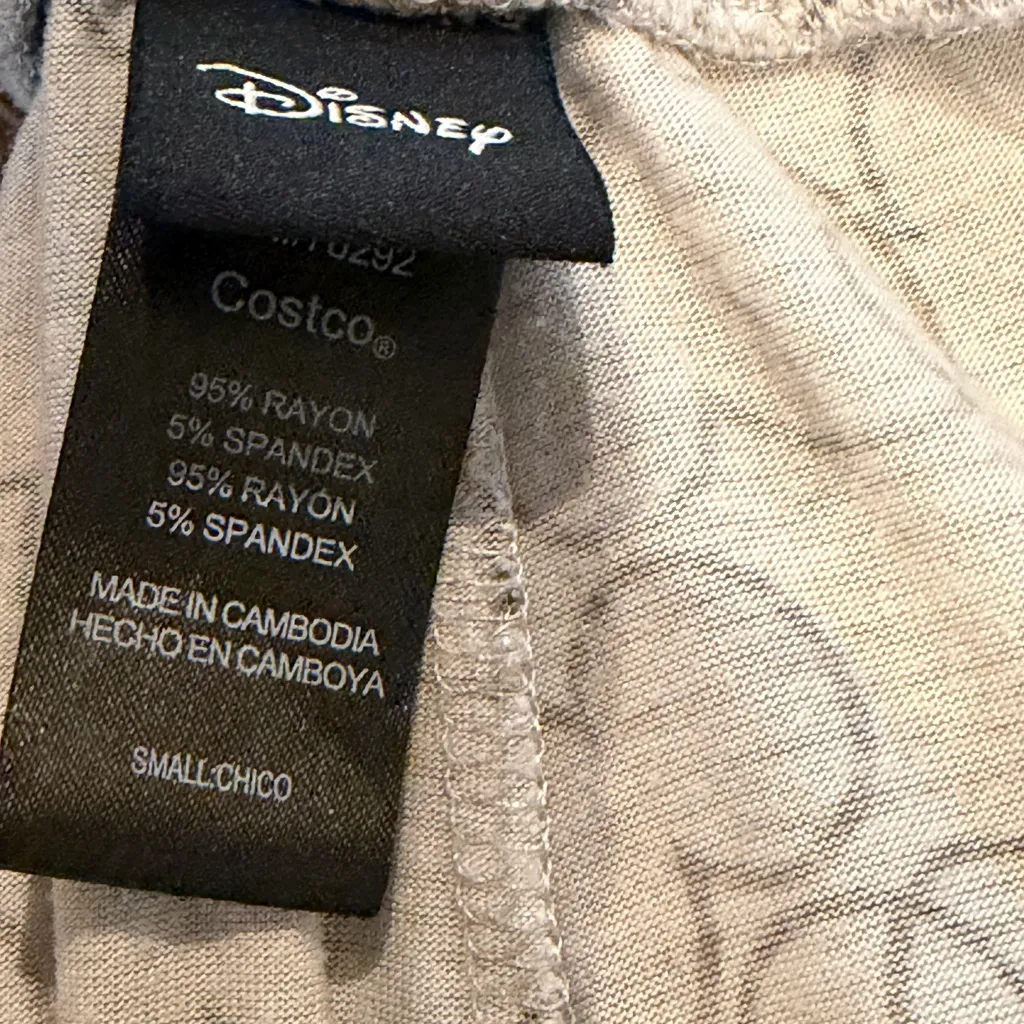 Disney
Costco®
95% RAYON
5% SPANDEX
95% RAYÓN
5% SPANDEX
MADE IN CAMBODIA
HECHO EN CAMBOYA
SMALL:CHICO